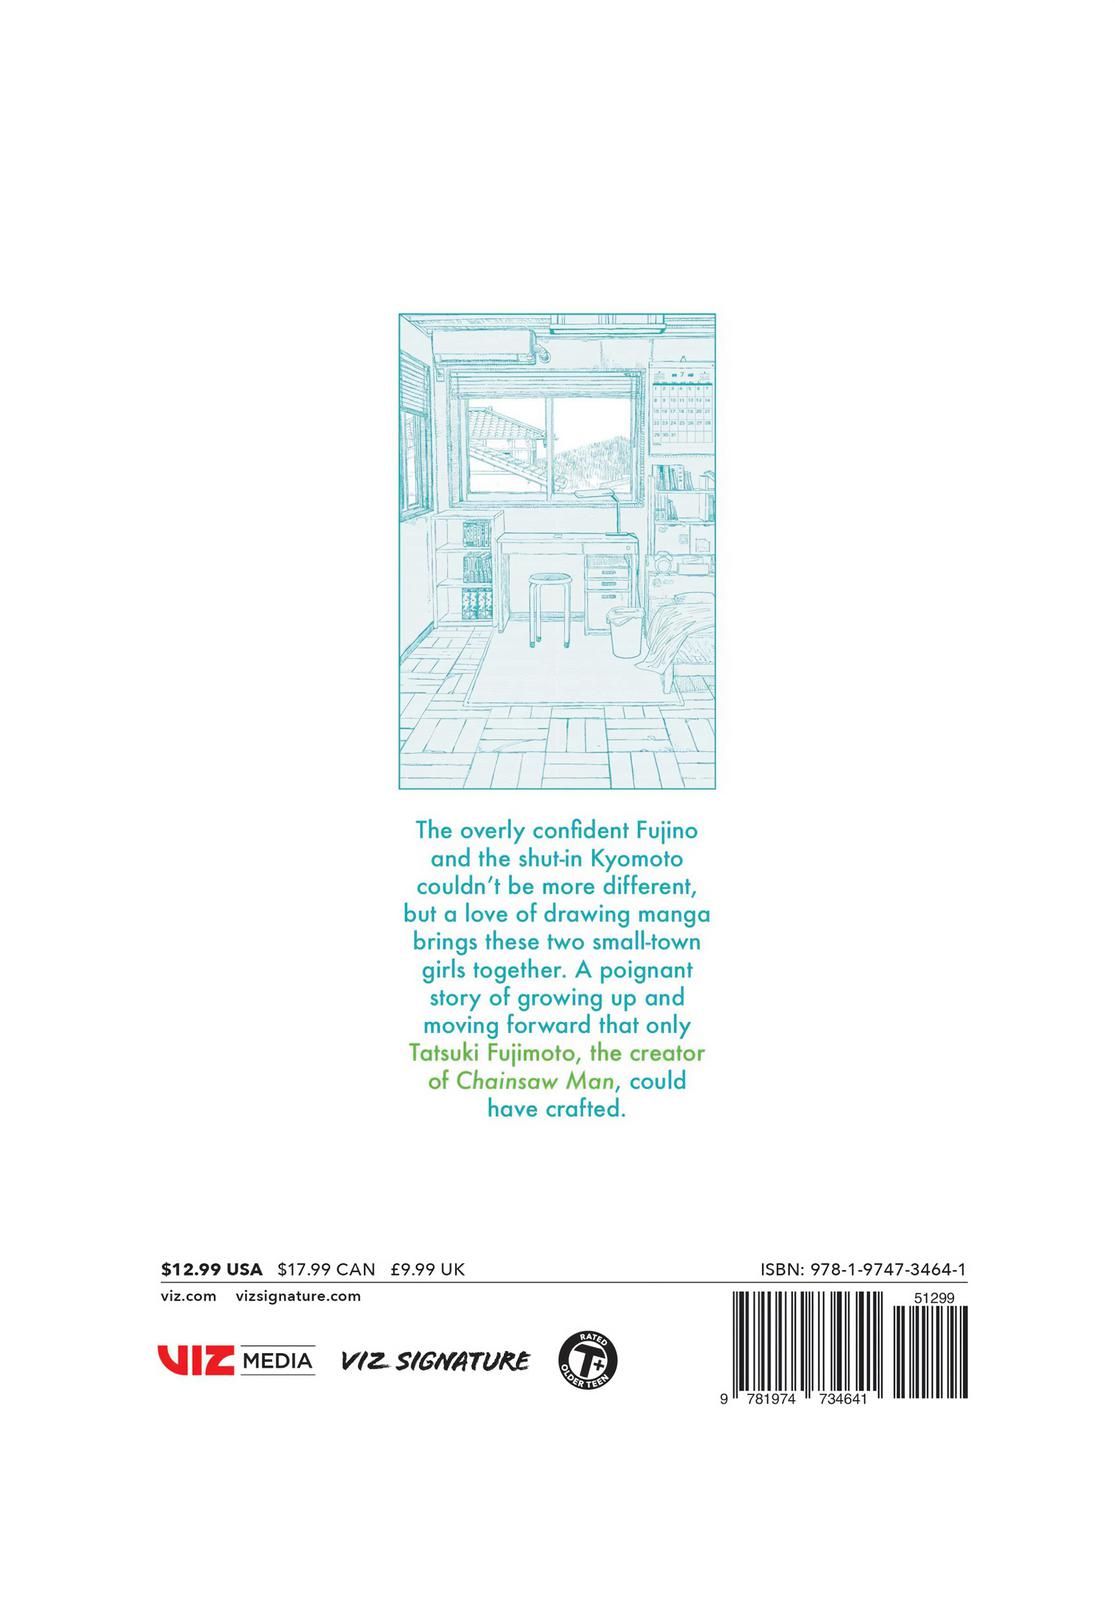 The overly confident Fujino
and the shut-in Kyomoto
couldn't be more different,
but a love of drawing manga
brings these two small-town
girls together. A poignant
story of growing up and
moving forward that only
Tatsuki Fujimoto, the creator
of Chainsaw Man, could
have crafted.
$12.99 USA $17.99 CAN £9.99 UK
ISBN: 978-1-9747-3464-1
viz.com vizsignature.com
51299
VIZ MEDIA
VIZ SIGNATURE
RATED
T+
OLDER TEEN
9 781974 734641